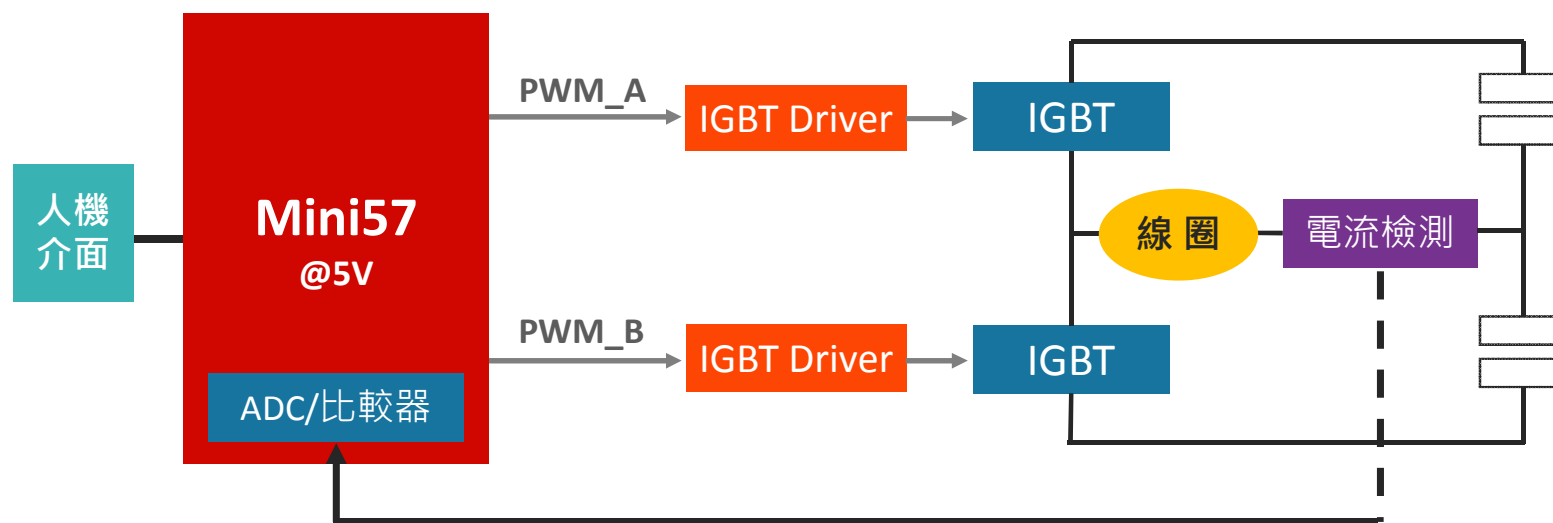 PWM_A
IGBT Driver
IGBT
人機
介面
Mini57
@5V
線 圈
電流檢測
PWM_B
IGBT Driver
IGBT
ADC/比較器